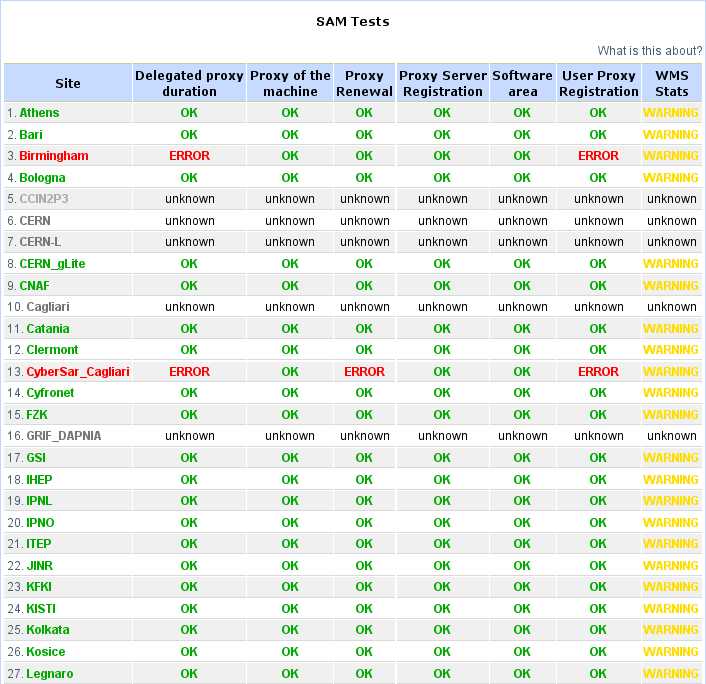 SAM Tests
What is this about?
Site Delegated proxy duration Proxy of the machine Proxy Renewal Proxy Server Registration Software area User Proxy Registration WMS Stats
1. Athens OK OK OK OK OK OK WARNING
2. Bari OK OK OK OK OK OK WARNING
3. Birmingham ERROR OK OK OK OK ERROR WARNING
4. Bologna OK OK OK OK OK OK WARNING
5. CCIN2P3 unknown unknown unknown unknown unknown unknown unknown
6. CERN unknown unknown unknown unknown unknown unknown unknown
7. CERN-L unknown unknown unknown unknown unknown unknown unknown
8. CERN_gLite OK OK OK OK OK OK WARNING
9. CNAF OK OK OK OK OK OK WARNING
10. Cagliari unknown unknown unknown unknown unknown unknown unknown
11. Catania OK OK OK OK OK OK WARNING
12. Clermont OK OK OK OK OK OK WARNING
13. CyberSar_Cagliari ERROR OK ERROR OK OK ERROR WARNING
14. Cyfronet OK OK OK OK OK OK WARNING
15. FZK OK OK OK OK OK OK WARNING
16. GRIF_DAPNIA unknown unknown unknown unknown unknown unknown unknown
17. GSI OK OK OK OK OK OK WARNING
18. IHEP OK OK OK OK OK OK WARNING
19. IPNL OK OK OK OK OK OK WARNING
20. IPNO OK OK OK OK OK OK WARNING
21. ITEP OK OK OK OK OK OK WARNING
22. JINR OK OK OK OK OK OK WARNING
23. KFKI OK OK OK OK OK OK WARNING
24. KISTI OK OK OK OK OK OK WARNING
25. Kolkata OK OK OK OK OK OK WARNING
26. Kosice OK OK OK OK OK OK WARNING
27. Legnaro OK OK OK OK OK OK WARNING